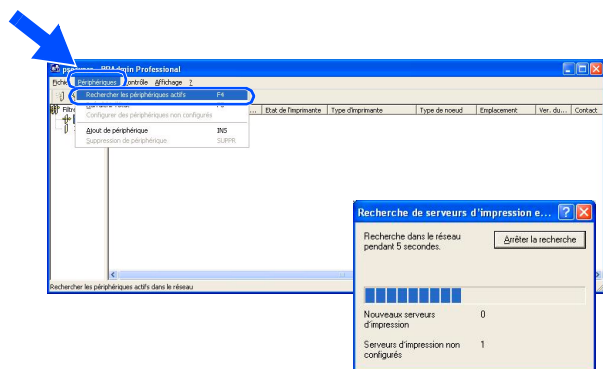 BRAdmin Professional
Périphériques Contrôle Affichage ?
Rechercher les périphériques actifs F4
Configurer des périphériques non configurés
Ajout de périphérique INS
Suppression de périphérique SUPPR
... Etat de l'imprimante Type d'imprimante Type de noeud Emplacement Ver. du... Contact
Rechercher les périphériques actifs dans le réseau
Recherche de serveurs d'impression e...
Recherche dans le réseau
pendant 5 secondes.
Arrêter la recherche
Nouveaux serveurs
d'impression
0
Serveurs d'impression non
configurés
1